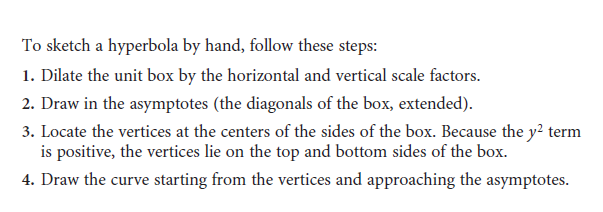 To sketch a hyperbola by hand, follow these steps:
1. Dilate the unit box by the horizontal and vertical scale factors.
2. Draw in the asymptotes (the diagonals of the box, extended).
3. Locate the vertices at the centers of the sides of the box. Because the y² term
is positive, the vertices lie on the top and bottom sides of the box.
4. Draw the curve starting from the vertices and approaching the asymptotes.